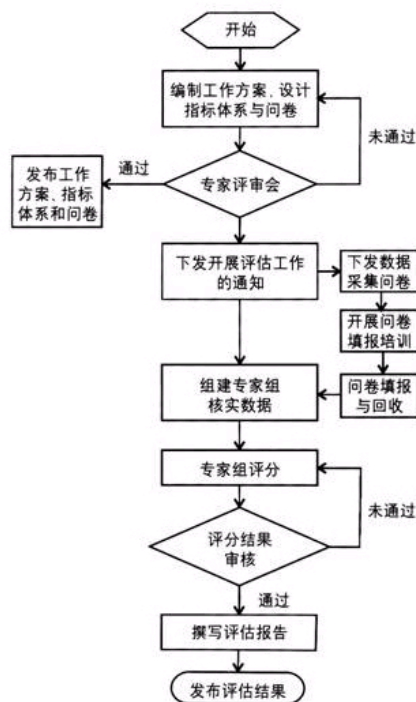 开始
编制工作方案、设计
指标体系与问卷
未通过
通过
专家评审会
发布工作
方案、指标
体系和问卷
下发开展评估工作
的通知
下发数据
采集问卷
开展问卷
填报培训
组建专家组
核实数据
问卷填报
与回收
专家组评分
未通过
评分结果
审核
通过
撰写评估报告
发布评估结果